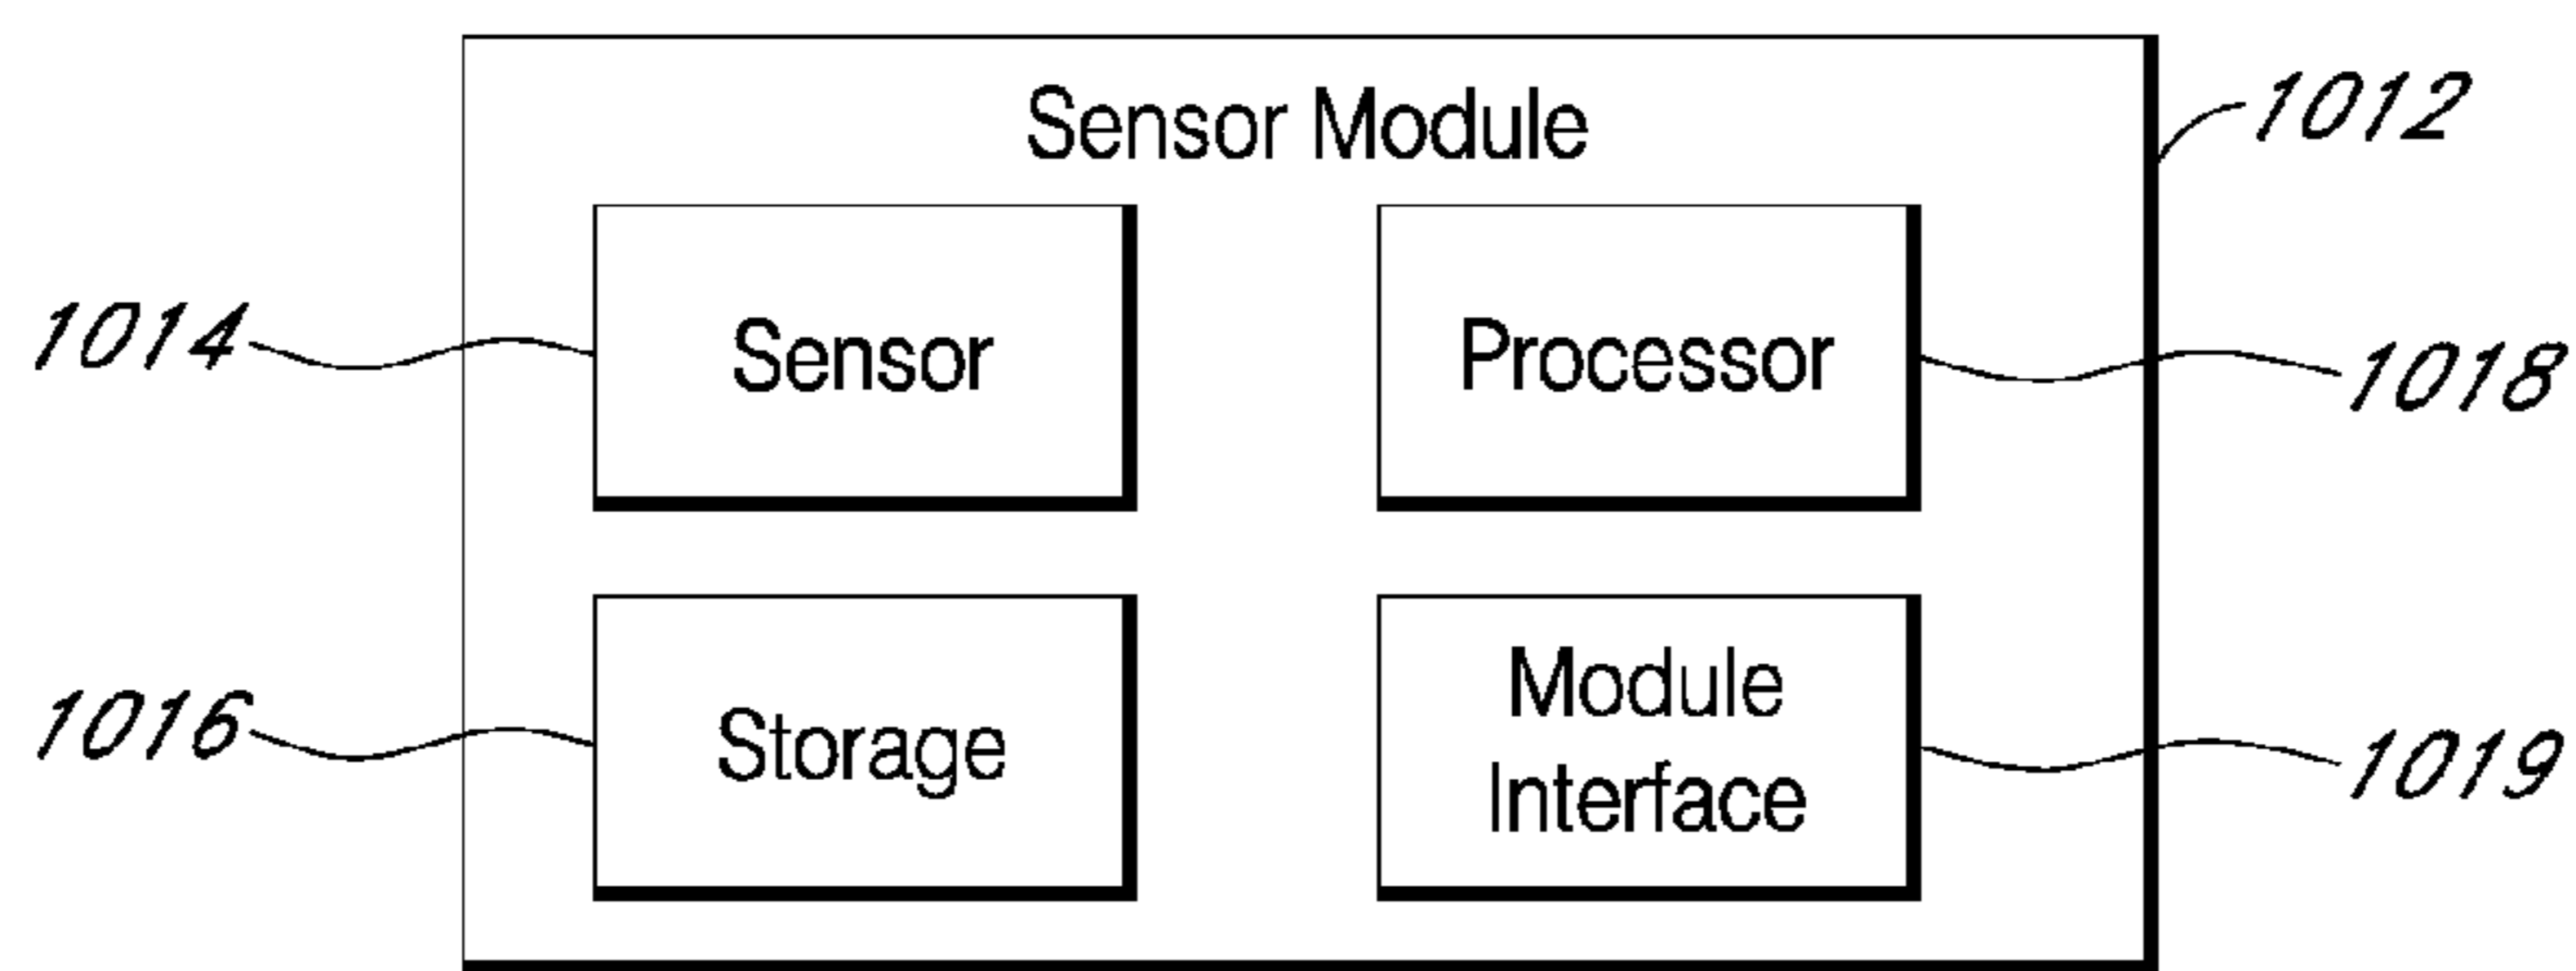 Sensor Module
1012
1014
Sensor
Processor
1018
1016
Storage
Module
Interface
1019